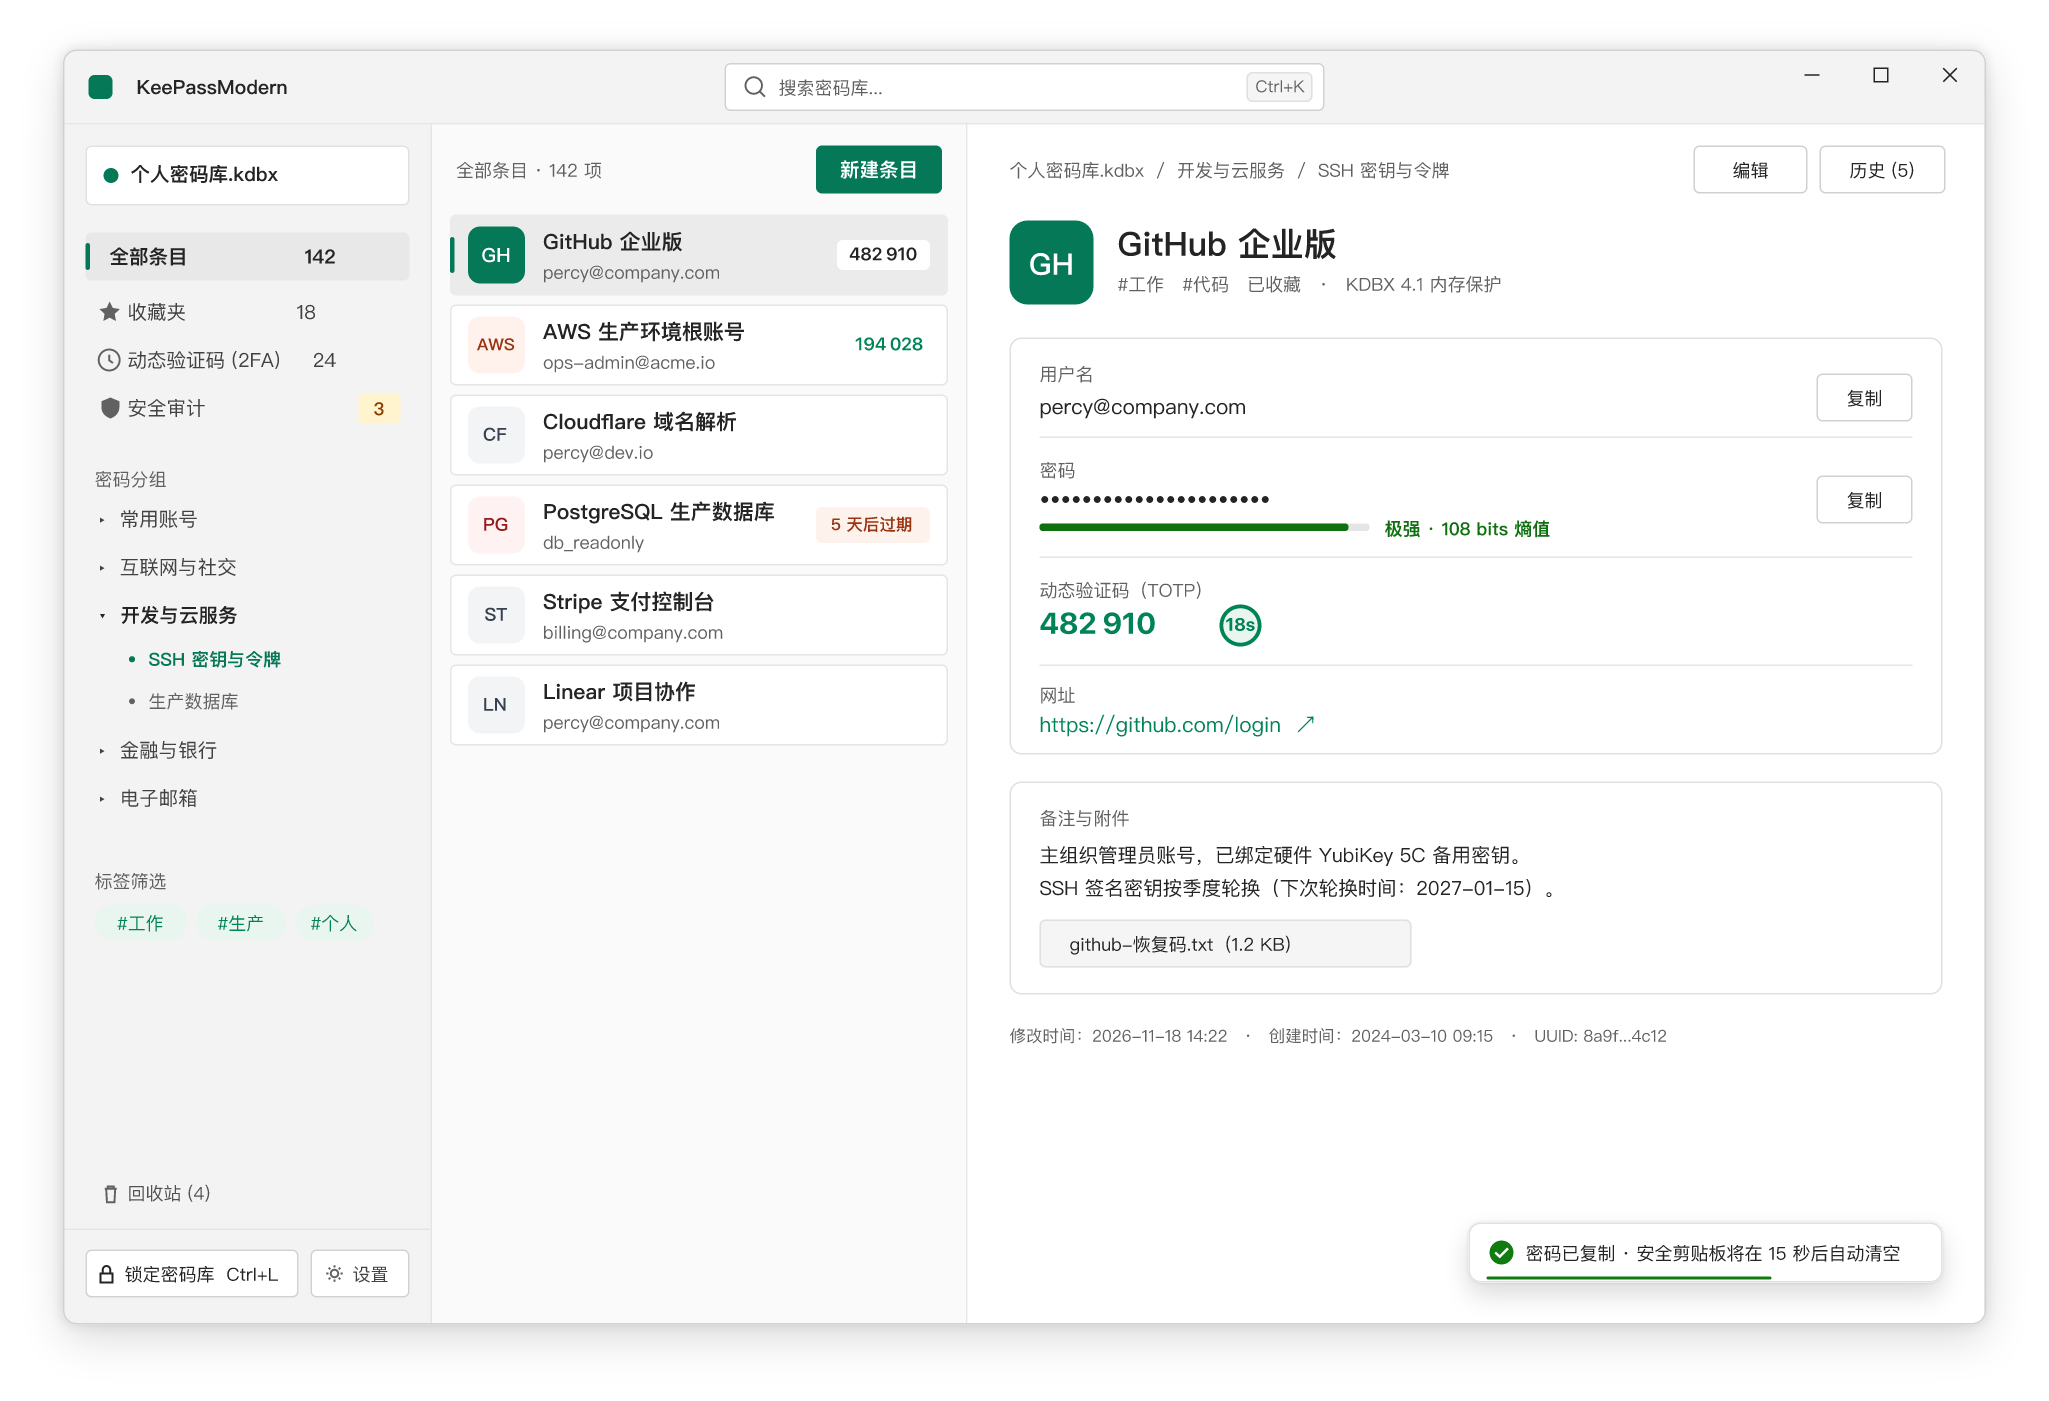 KeePassModern
搜索密码库...
Ctrl+K
个人密码库.kdbx
全部条目 142
收藏夹 18
动态验证码 (2FA) 24
安全审计 3
密码分组
常用账号
互联网与社交
开发与云服务
SSH 密钥与令牌
生产数据库
金融与银行
电子邮箱
标签筛选
#工作 #生产 #个人
回收站 (4)
锁定密码库 Ctrl+L
设置
全部条目 · 142 项
新建条目
GH
GitHub 企业版
percy@company.com
482 910
AWS
AWS 生产环境根账号
ops-admin@acme.io
194 028
CF
Cloudflare 域名解析
percy@dev.io
PG
PostgreSQL 生产数据库
db_readonly
5 天后过期
ST
Stripe 支付控制台
billing@company.com
LN
Linear 项目协作
percy@company.com
个人密码库.kdbx / 开发与云服务 / SSH 密钥与令牌
编辑
历史 (5)
GH
GitHub 企业版
#工作 #代码 已收藏 · KDBX 4.1 内存保护
用户名
percy@company.com
复制
密码
••••••••••••••••••••••
复制
极强 · 108 bits 熵值
动态验证码（TOTP）
482 910
18s
网址
https://github.com/login ↗
备注与附件
主组织管理员账号，已绑定硬件 YubiKey 5C 备用密钥。
SSH 签名密钥按季度轮换（下次轮换时间：2027-01-15）。
github-恢复码.txt（1.2 KB）
修改时间：2026-11-18 14:22 · 创建时间：2024-03-10 09:15 · UUID: 8a9f...4c12
密码已复制 · 安全剪贴板将在 15 秒后自动清空